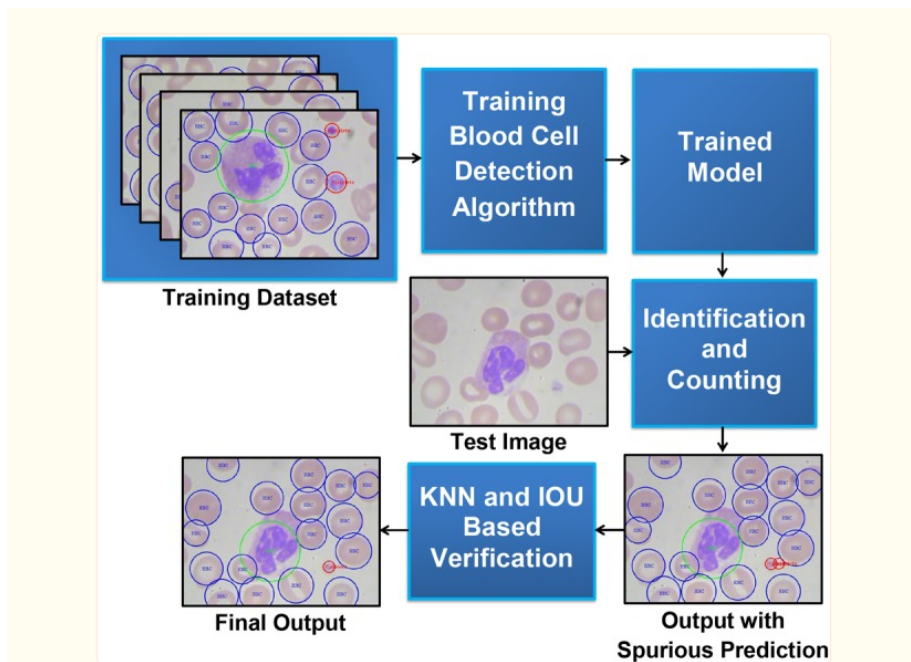 Training
Blood Cell
Detection
Algorithm
Trained
Model
Training Dataset
Identification
and
Counting
Test Image
KNN and IOU
Based
Verification
Final Output
Output with
Spurious Prediction